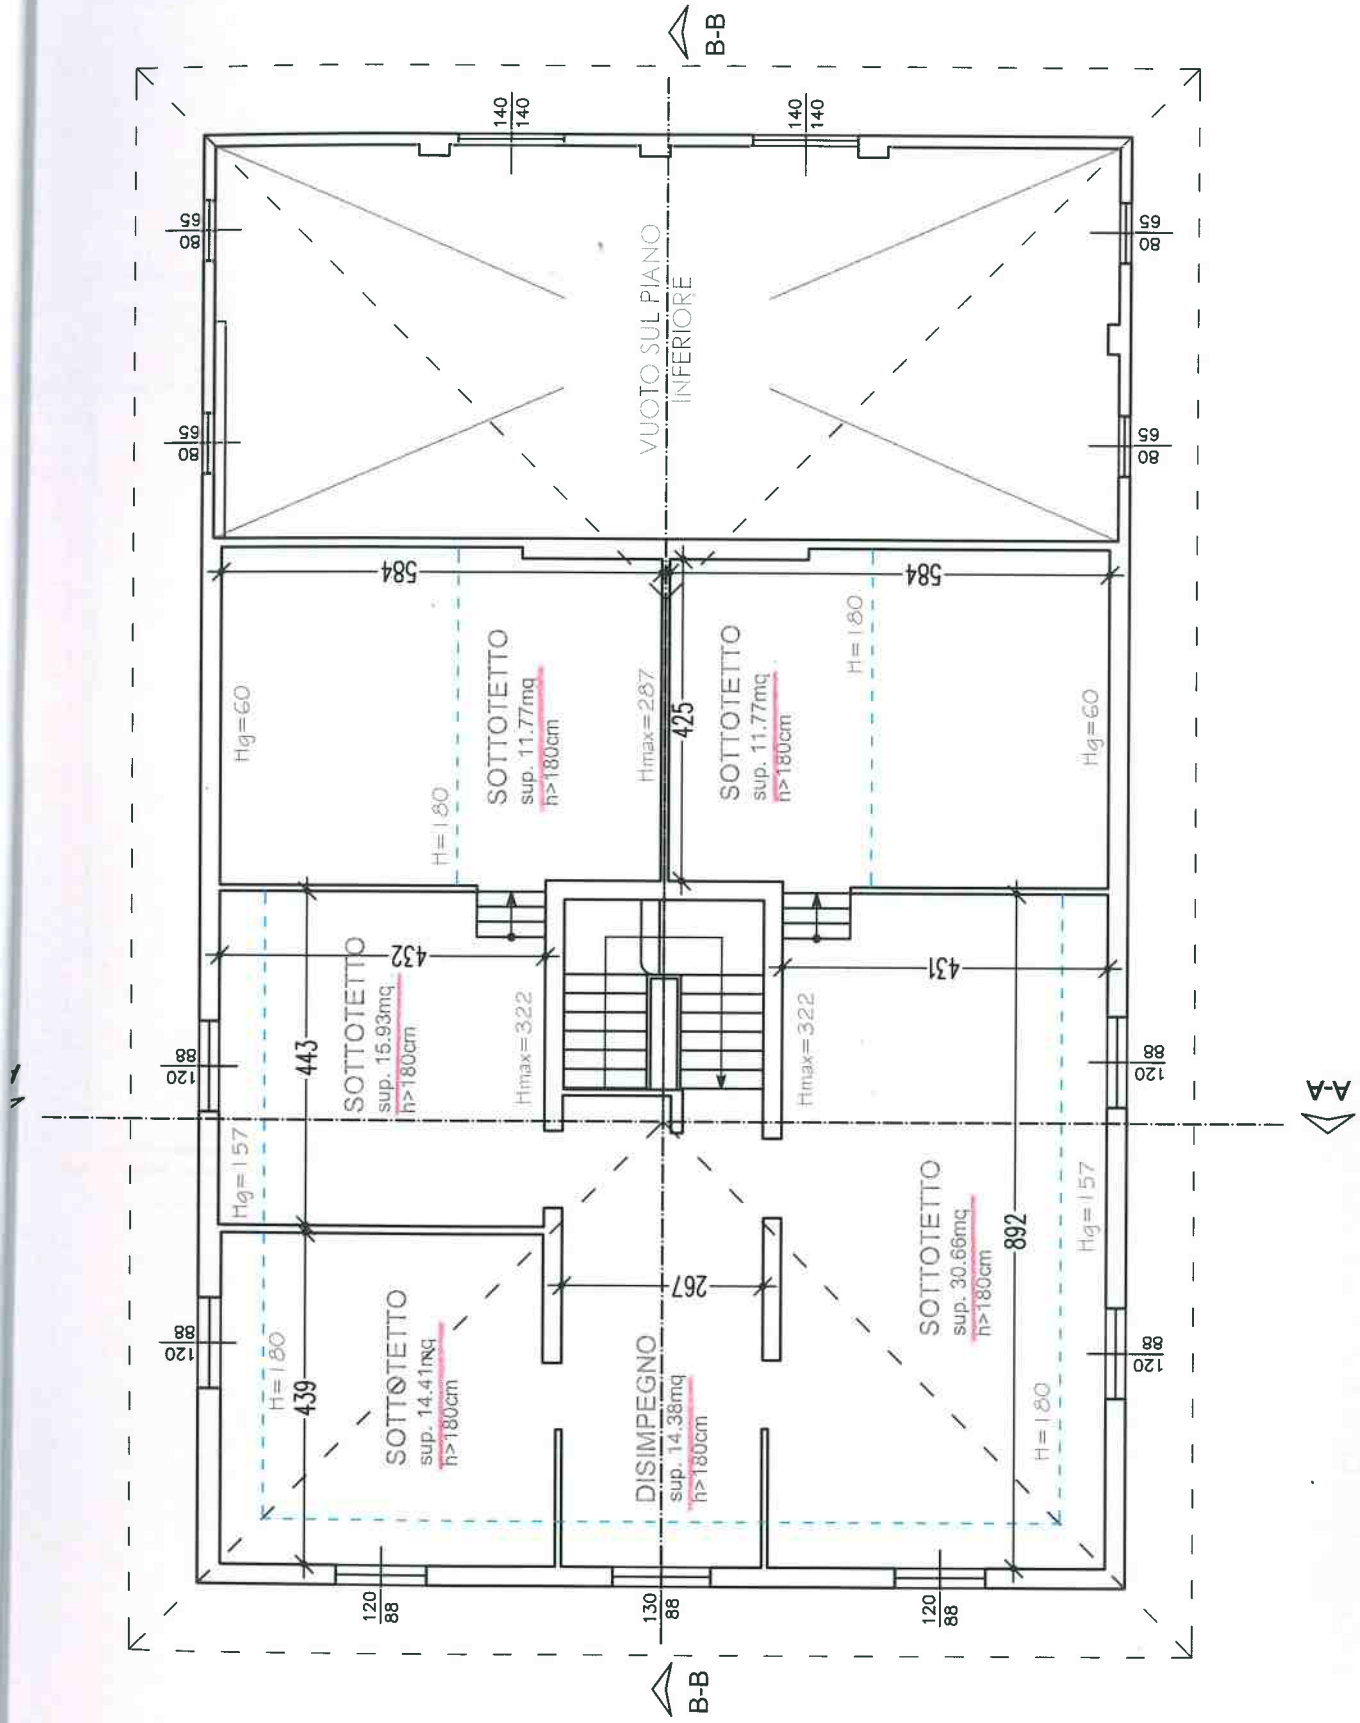 B-B
140
140
140
140
65
80
65
80
65
80
65
80
VUOTO SUL PIANO
INFERIORE
584
584
Hg=60
H=180
SOTTOTETTO
sup. 11.77mq
h>180cm
Hmax=287
425
SOTTOTETTO
sup. 11.77mq
h>180cm
H=180
Hg=60
432
431
443
SOTTOTETTO
sup. 15.93mq
h>180cm
Hmax=322
Hmax=322
88
120
88
120
A-A
Hg=157
Hg=157
SOTTOTETTO
sup. 30.66mq
h>180cm
892
267
88
120
88
120
H=180
439
SOTTOTETTO
sup. 14.41mq
h>180cm
DISIMPEGNO
sup. 14.38mq
h>180cm
H=180
120
88
130
88
120
88
B-B